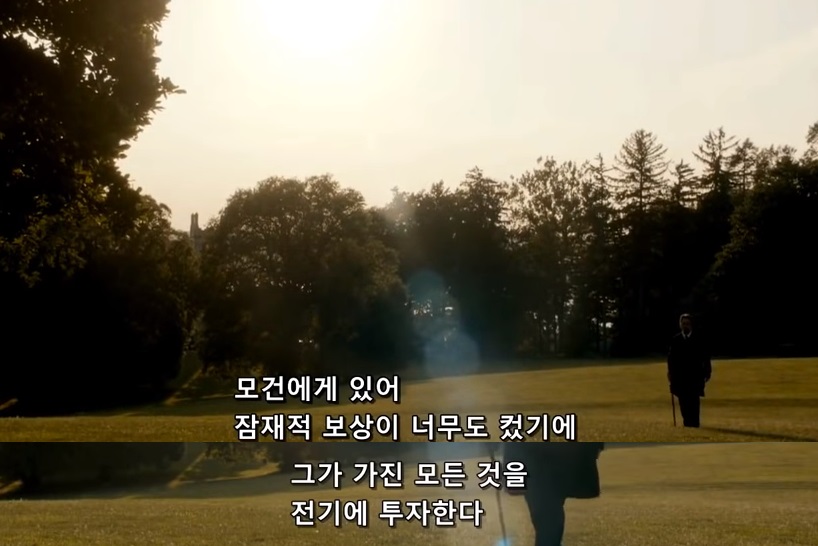 모건에게 있어
잠재적 보상이 너무도 컸기에
그가 가진 모든 것을
전기에 투자한다